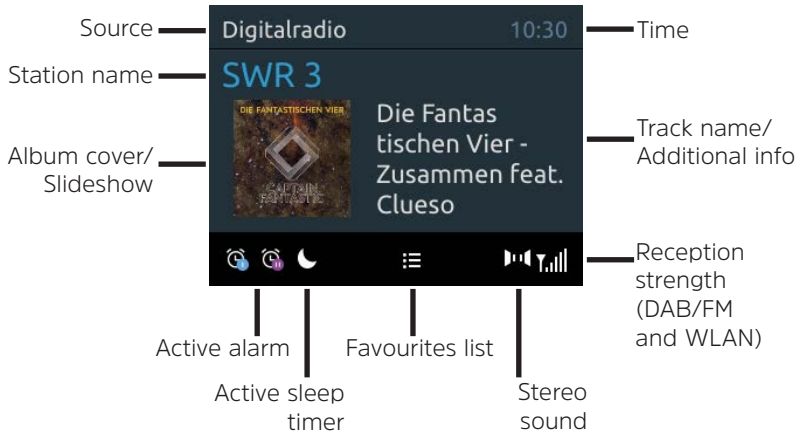 Source
Digitalradio
10:30
Time
Station name
SWR 3
Album cover/
Slideshow
DIE FANTASTISCHEN VIER
CAPTAIN
FANTASTIC
Die Fantas
tischen Vier -
Zusammen feat.
Clueso
Track name/
Additional info
Reception
strength
(DAB/FM
and WLAN)
Active alarm
Favourites list
Active sleep
timer
Stereo
sound